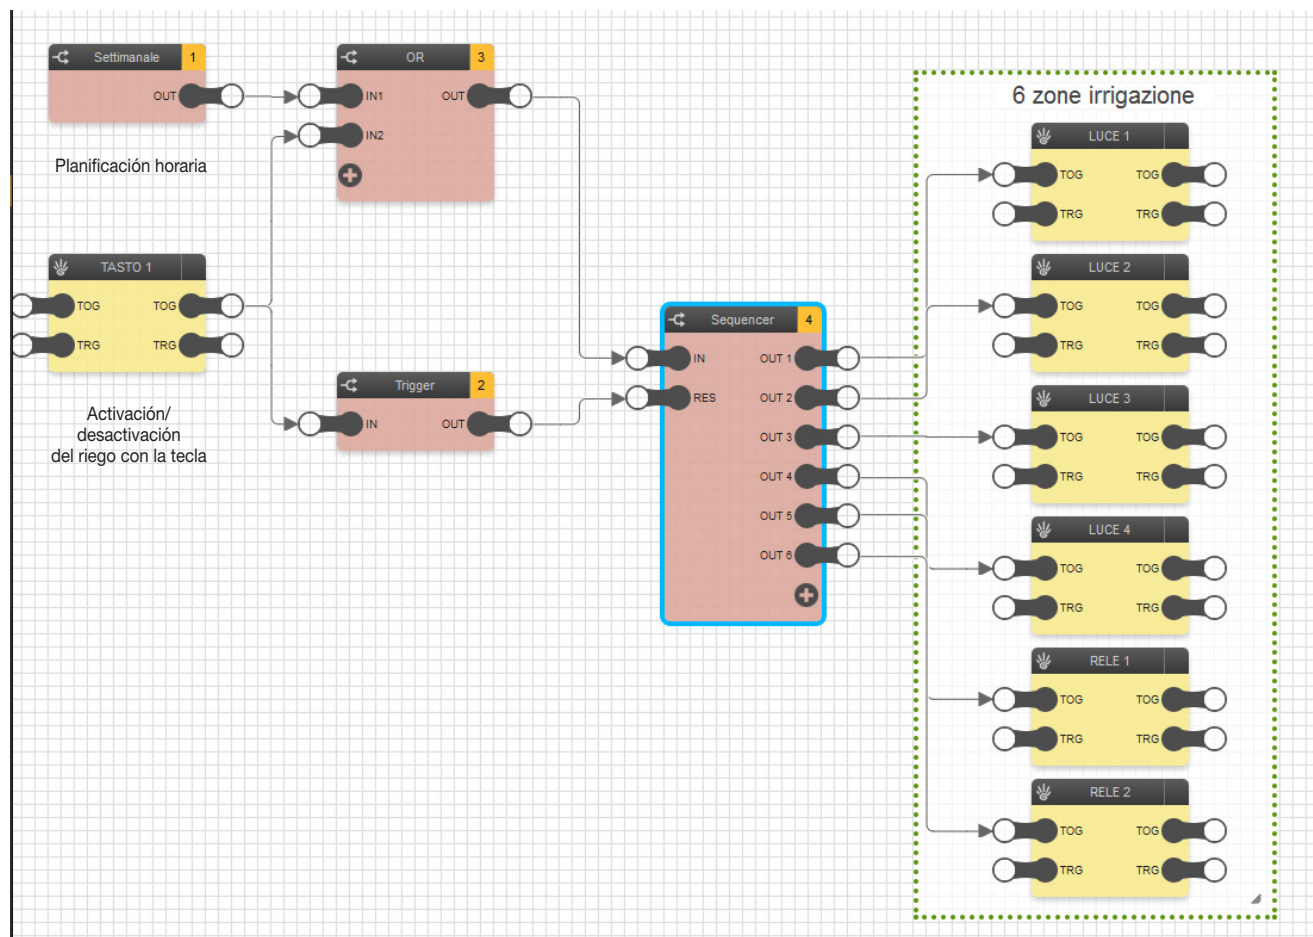 Settimanale 1
OUT
Planificación horaria
TASTO 1
TOG TOG
TRG TRG
Activación/
desactivación
del riego con la tecla
OR 3
IN1 OUT
IN2
Trigger 2
IN OUT
Sequencer 4
IN OUT 1
RES OUT 2
OUT 3
OUT 4
OUT 5
OUT 6
6 zone irrigazione
LUCE 1
TOG TOG
TRG TRG
LUCE 2
TOG TOG
TRG TRG
LUCE 3
TOG TOG
TRG TRG
LUCE 4
TOG TOG
TRG TRG
RELE 1
TOG TOG
TRG TRG
RELE 2
TOG TOG
TRG TRG